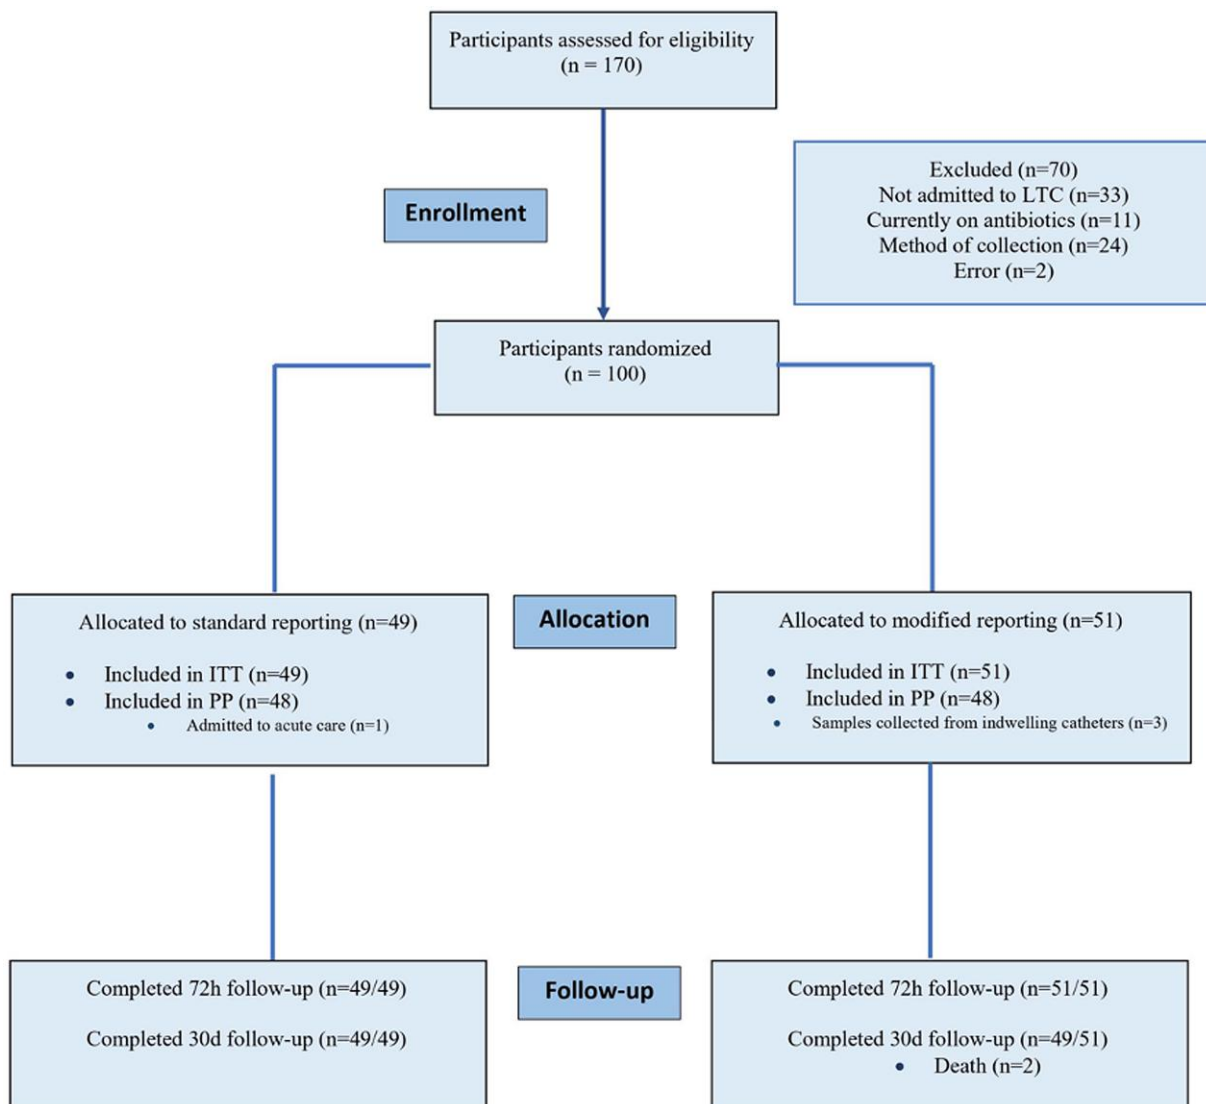 Participants assessed for eligibility
(n = 170)
Enrollment
Excluded (n=70)
Not admitted to LTC (n=33)
Currently on antibiotics (n=11)
Method of collection (n=24)
Error (n=2)
Participants randomized
(n = 100)
Allocated to standard reporting (n=49)
• Included in ITT (n=49)
• Included in PP (n=48)
• Admitted to acute care (n=1)
Allocation
Allocated to modified reporting (n=51)
• Included in ITT (n=51)
• Included in PP (n=48)
• Samples collected from indwelling catheters (n=3)
Completed 72h follow-up (n=49/49)
Completed 30d follow-up (n=49/49)
Follow-up
Completed 72h follow-up (n=51/51)
Completed 30d follow-up (n=49/51)
• Death (n=2)